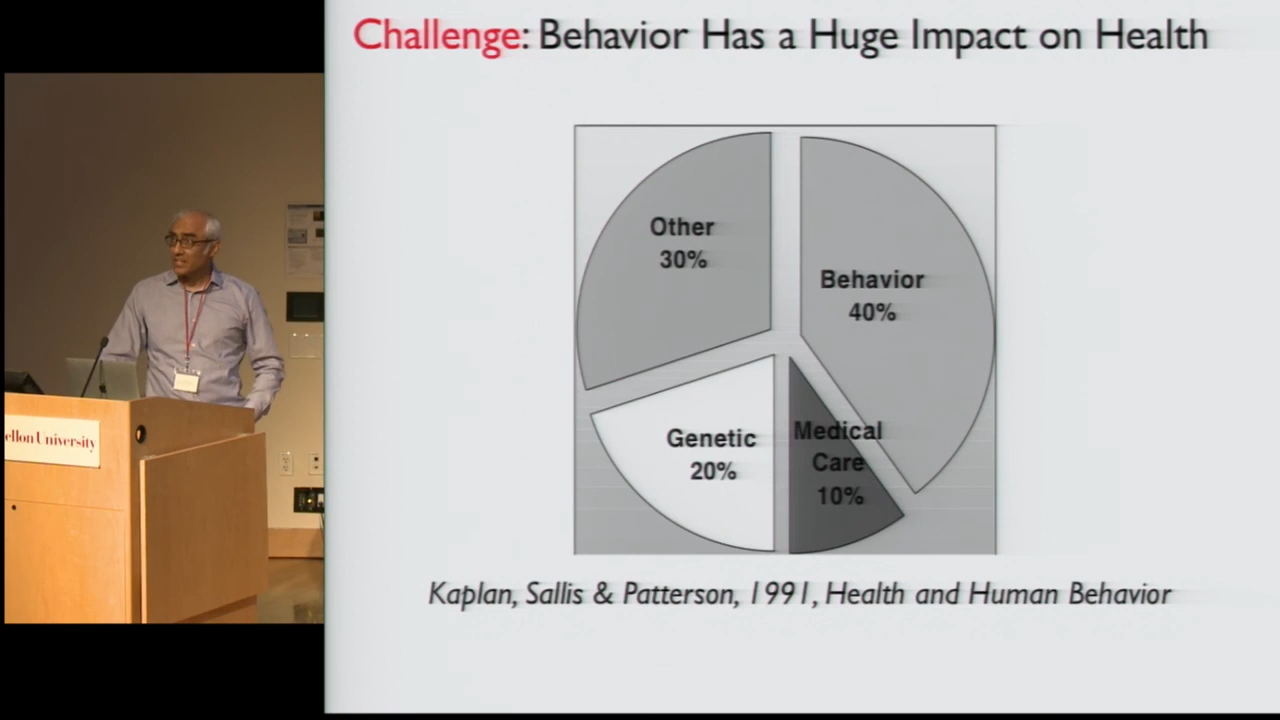 Challenge: Behavior Has a Huge Impact on Health
Other
30%
Behavior
40%
Genetic
20%
Medical
Care
10%
Kaplan, Sallis & Patterson, 1991, Health and Human Behavior
ellon University